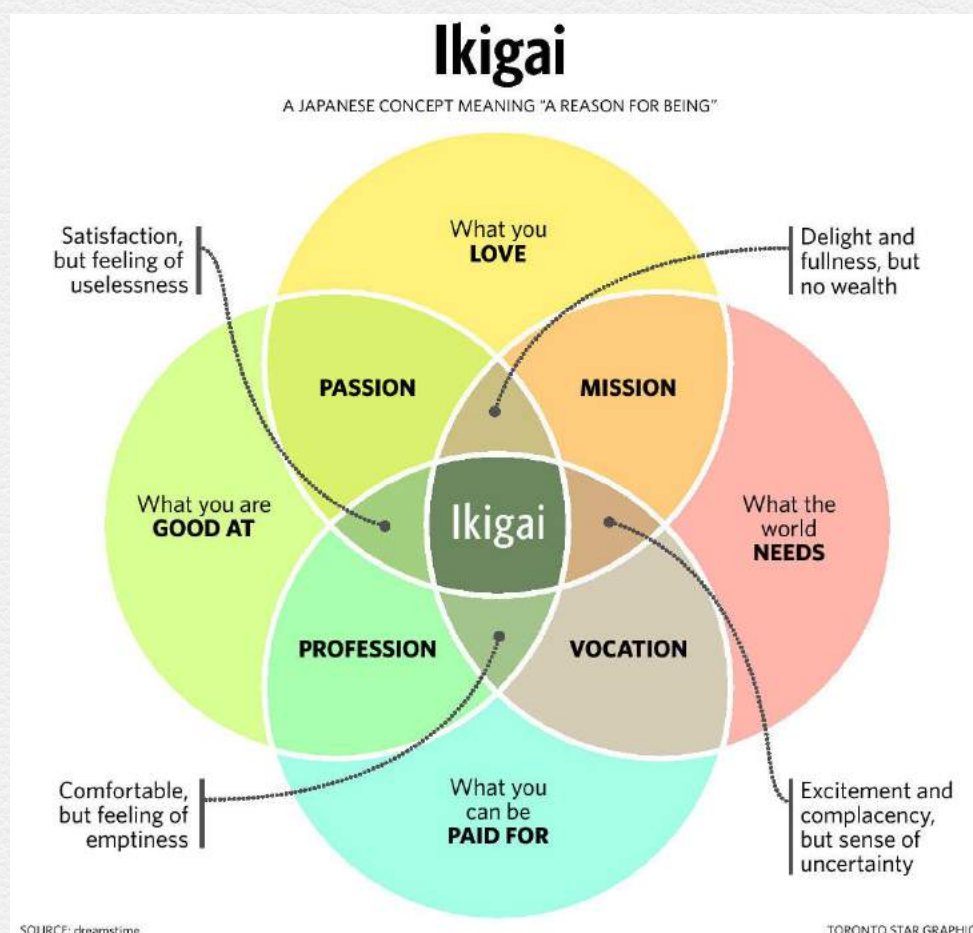 Ikigai
A JAPANESE CONCEPT MEANING “A REASON FOR BEING”
What you
LOVE
Satisfaction,
but feeling of
uselessness
Delight and
fullness, but
no wealth
PASSION
MISSION
What you are
GOOD AT
Ikigai
What the
world
NEEDS
PROFESSION
VOCATION
What you
can be
PAID FOR
Comfortable,
but feeling of
emptiness
Excitement and
complacency,
but sense of
uncertainty
SOURCE: dreamstime
TORONTO STAR GRAPHIC